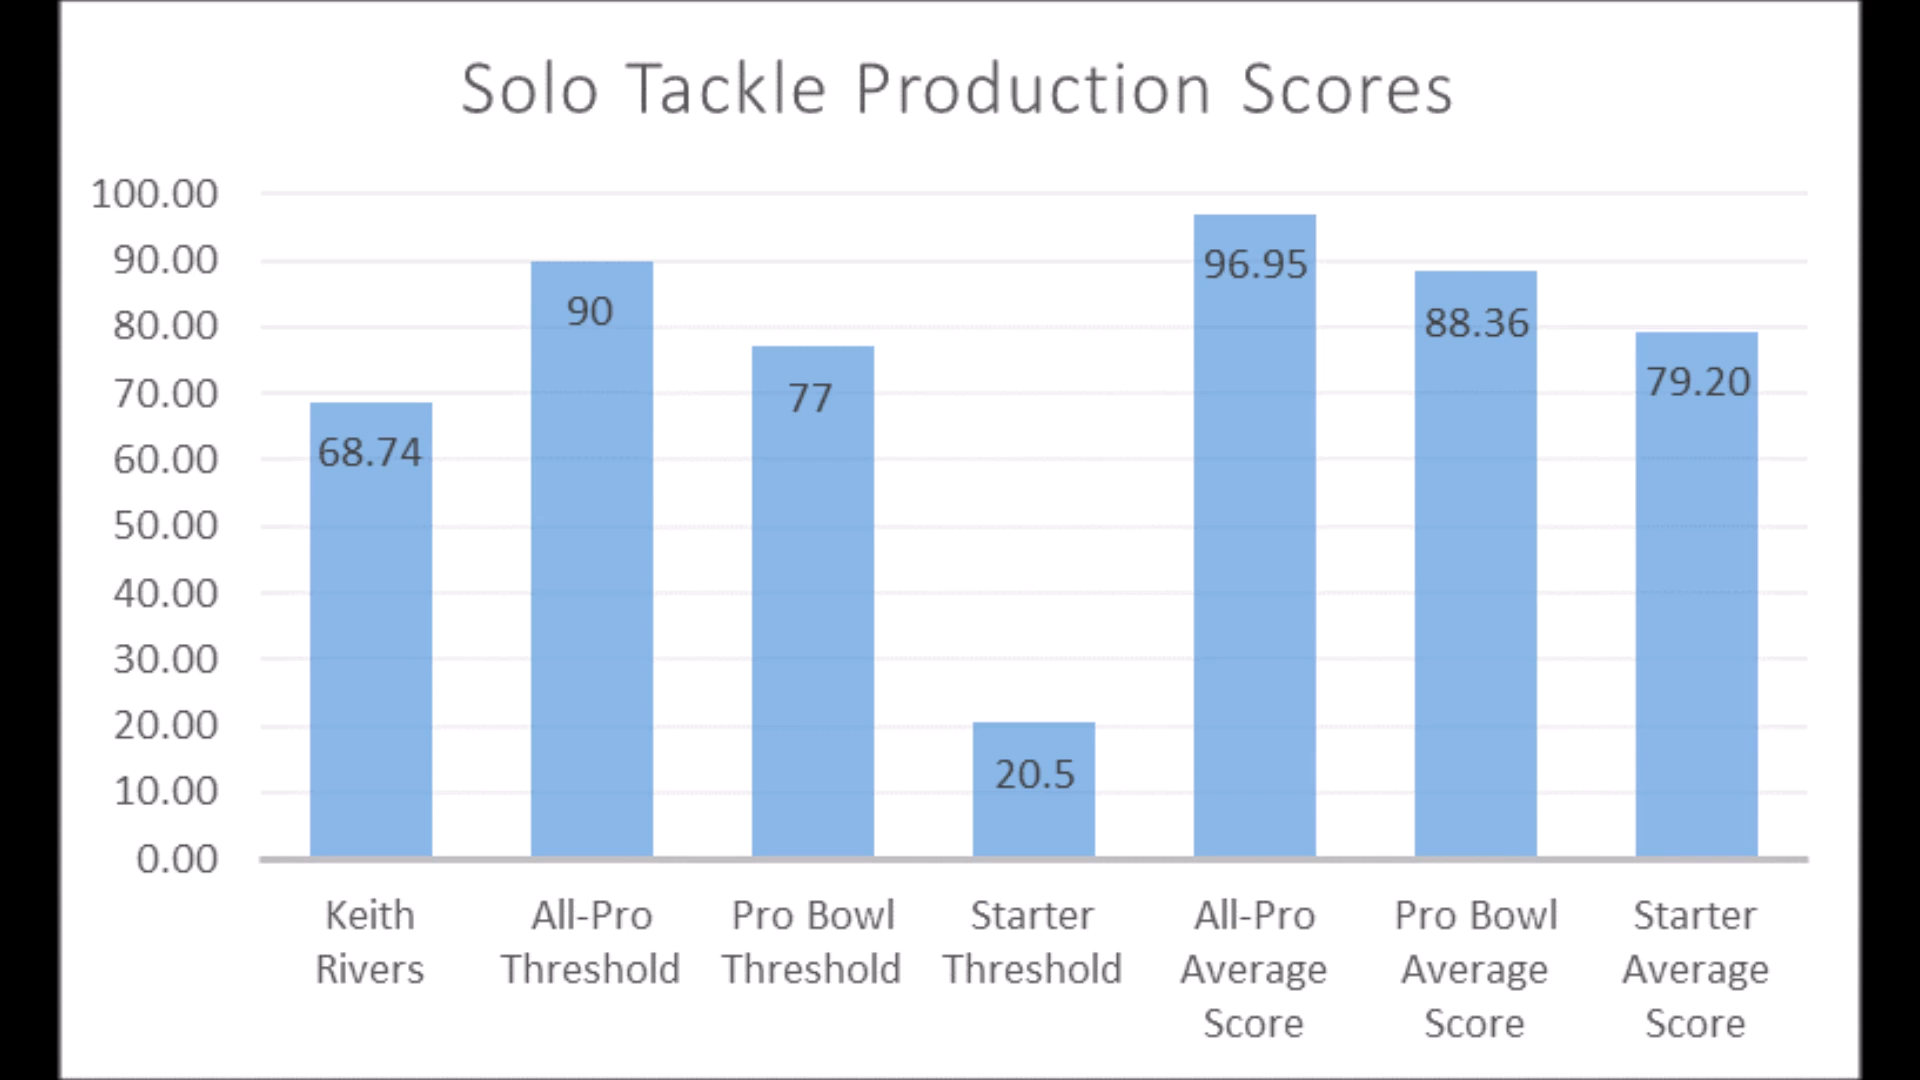 Solo Tackle Production Scores
100.00
90.00
80.00
70.00
60.00
50.00
40.00
30.00
20.00
10.00
0.00
68.74
90
77
20.5
96.95
88.36
79.20
Keith
Rivers
All-Pro
Threshold
Pro Bowl
Threshold
Starter
Threshold
All-Pro
Average
Score
Pro Bowl
Average
Score
Starter
Average
Score